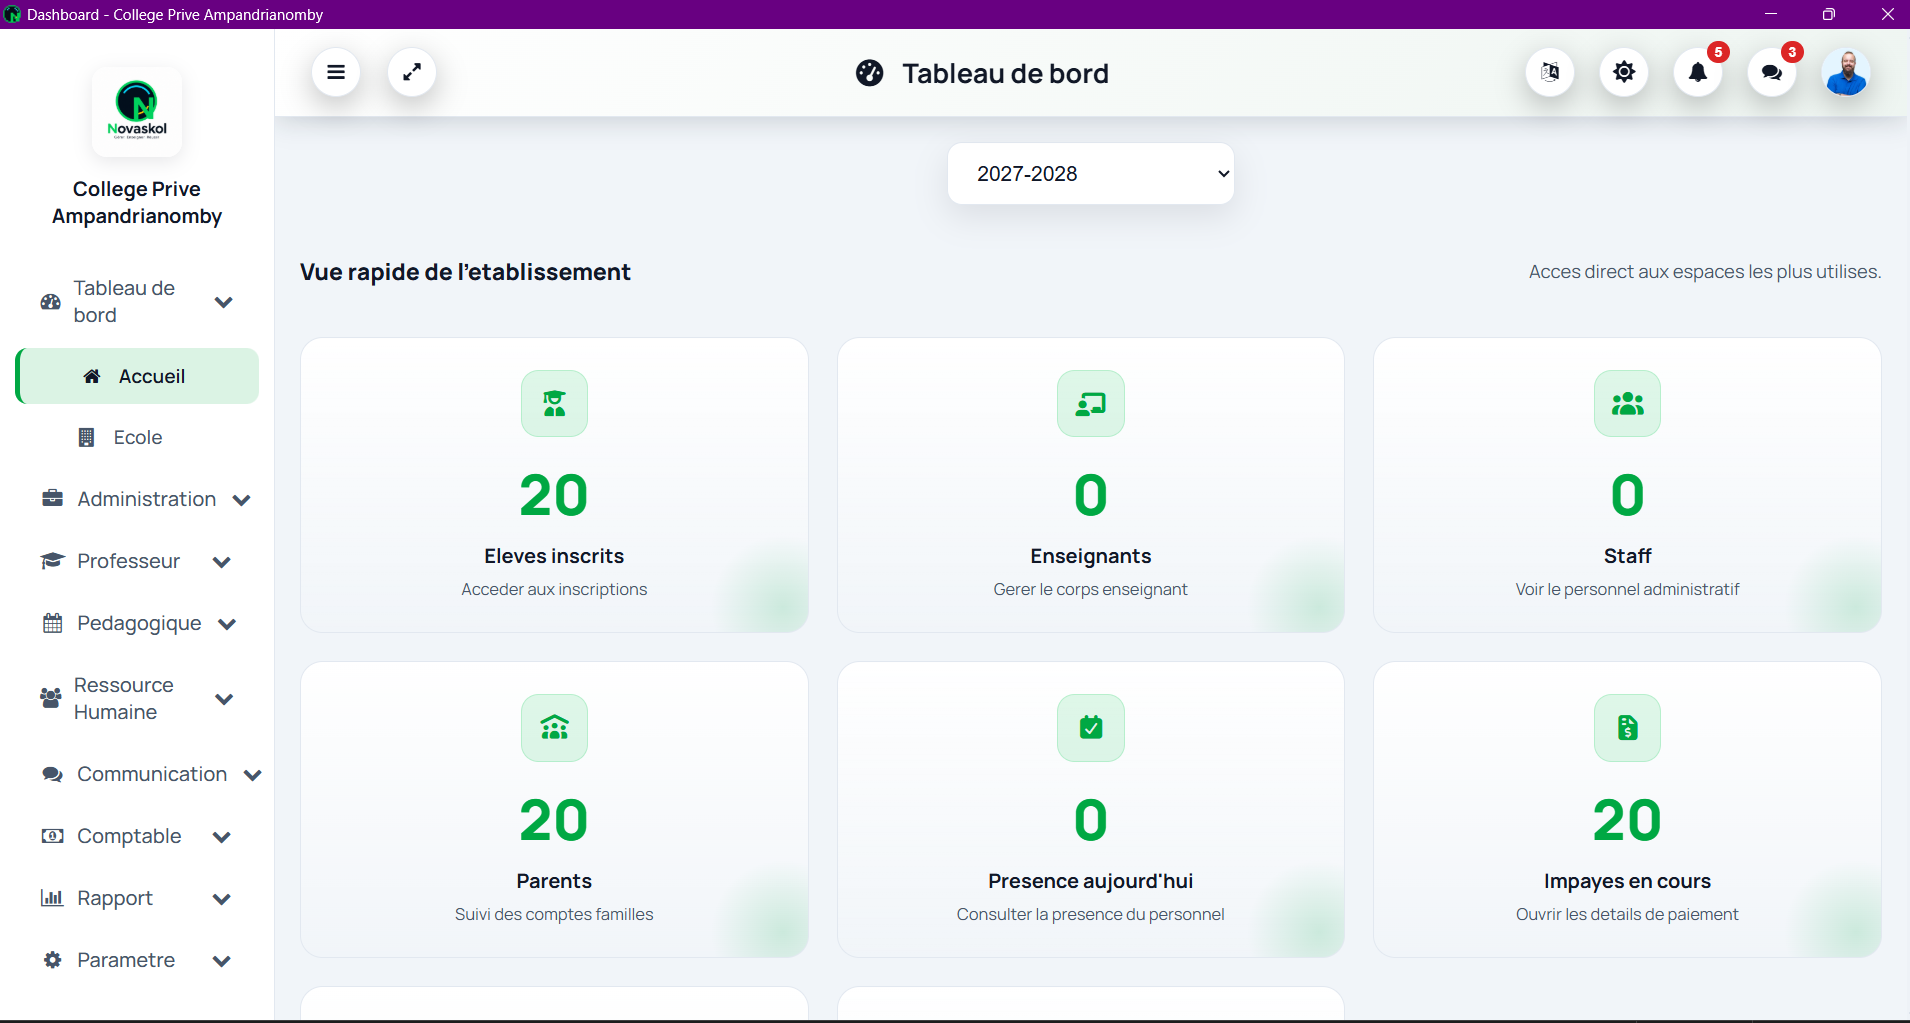 Dashboard - College Prive Ampandrianomby
Novaskol
College Prive
Ampandrianomby
Tableau de
bord
Accueil
Ecole
Administration
Professeur
Pedagogique
Ressource
Humaine
Communication
Comptable
Rapport
Parametre
Tableau de bord
5
3
2027-2028
Vue rapide de l'etablissement
Acces direct aux espaces les plus utilises.
20
Eleves inscrits
Acceder aux inscriptions
0
Enseignants
Gerer le corps enseignant
0
Staff
Voir le personnel administratif
20
Parents
Suivi des comptes familles
0
Presence aujourd'hui
Consulter la presence du personnel
20
Impayes en cours
Ouvrir les details de paiement